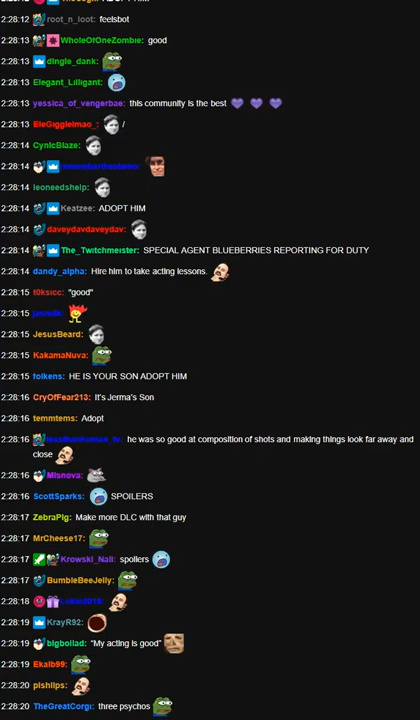 2:28:12 root_n_loot: feelsbot
2:28:13 WholeOfOneZombie: good
2:28:13 dingle_dank:
2:28:13 Elegant_Lilligant:
2:28:13 yessica_of_vengerbae: this community is the best
2:28:13 EleGigglelmao_: /
2:28:14 CynicBlaze:
2:28:14
2:28:14 leoneedshelp:
2:28:14 Keatzee: ADOPT HIM
2:28:14 daveydavdaveydav:
2:28:14 The_Twitchmeister: SPECIAL AGENT BLUEBERRIES REPORTING FOR DUTY
2:28:14 dandy_alpha: Hire him to take acting lessons.
2:28:15 t0ksicc: "good"
2:28:15
2:28:15 JesusBeard:
2:28:15 KakamaNuva:
2:28:15 folkens: HE IS YOUR SON ADOPT HIM
2:28:16 CryOfFear213: It's Jerma's Son
2:28:16 temmtems: Adopt
2:28:16 he was so good at composition of shots and making things look far away and
close
2:28:16 Misnova:
2:28:16 ScottSparks: SPOILERS
2:28:17 ZebraPig: Make more DLC with that guy
2:28:17 MrCheese17:
2:28:17 Krowski_Nall: spoilers
2:28:17 BumbleBeeJelly:
2:28:18
2:28:19 KrayR92:
2:28:19 bigbollad: "My acting is good"
2:28:19 Ekalb99:
2:28:20 pishlips:
2:28:20 TheGreatCorgi: three psychos